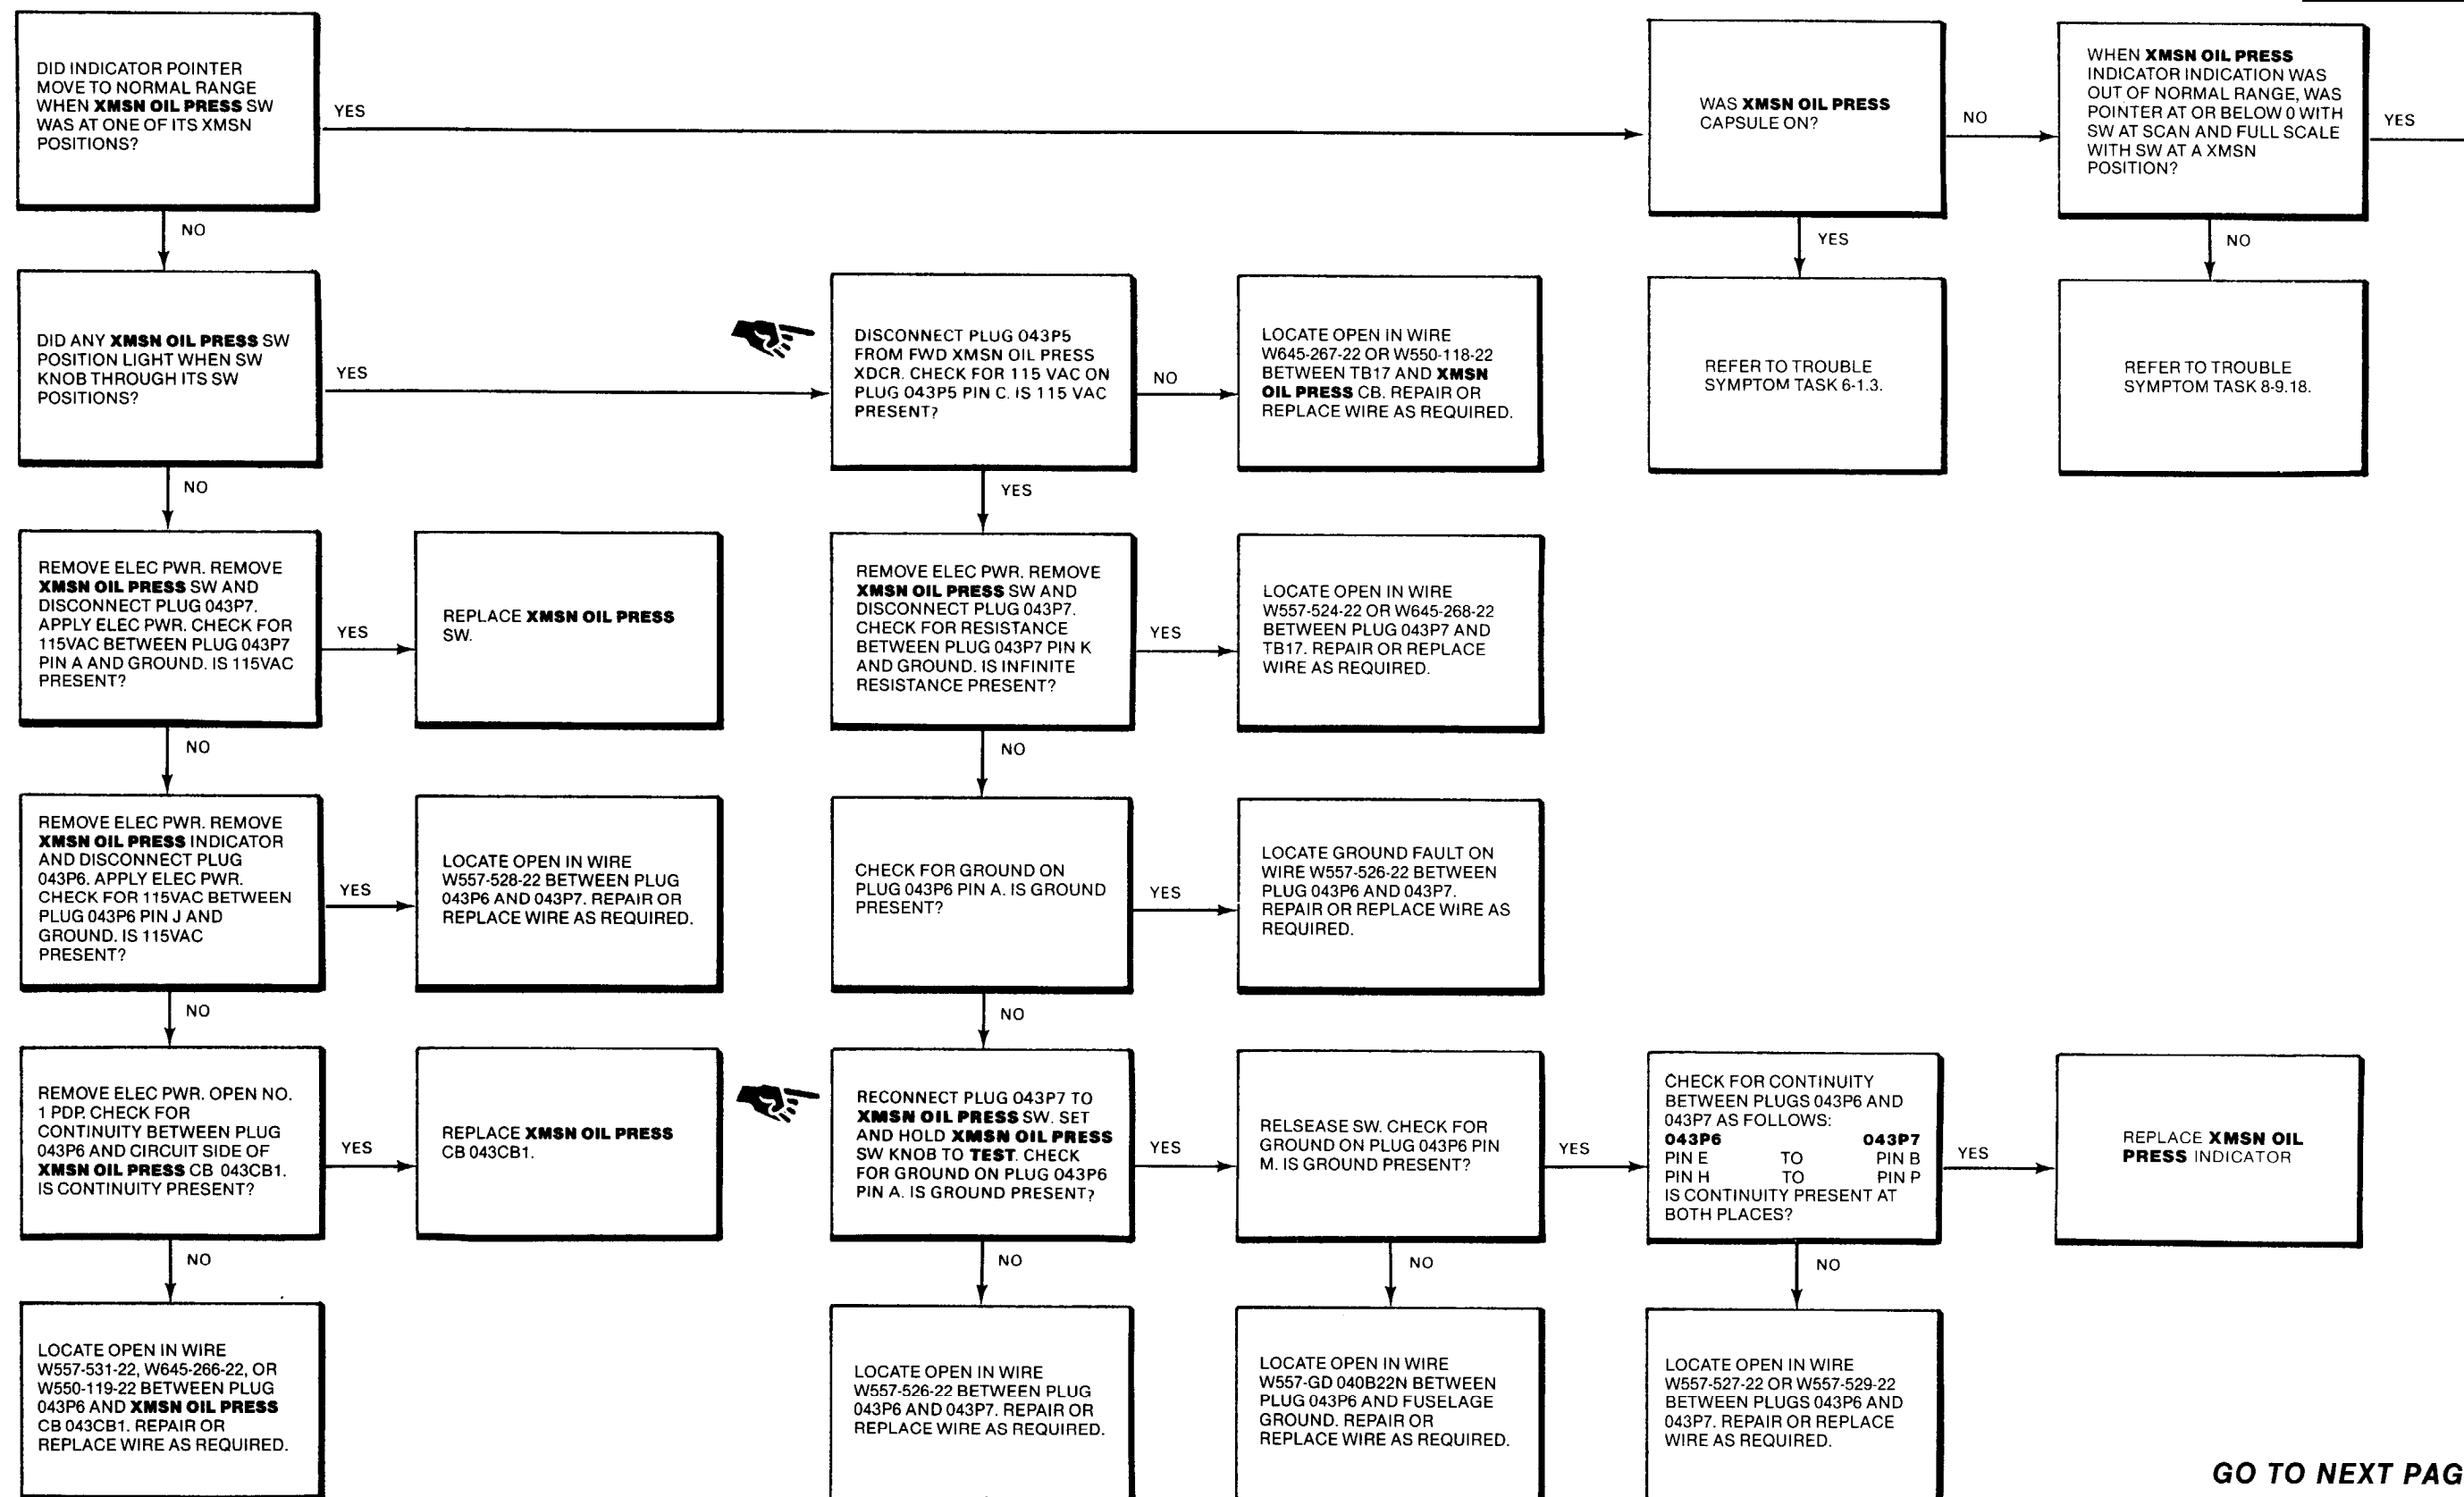 DID INDICATOR POINTER
MOVE TO NORMAL RANGE
WHEN XMSN OIL PRESS SW
WAS AT ONE OF ITS XMSN
POSITIONS?
YES
WAS XMSN OIL PRESS
CAPSULE ON?
NO
WHEN XMSN OIL PRESS
INDICATOR INDICATION WAS
OUT OF NORMAL RANGE, WAS
POINTER AT OR BELOW 0 WITH
SW AT SCAN AND FULL SCALE
WITH SW AT A XMSN
POSITION?
YES
NO
YES
NO
DID ANY XMSN OIL PRESS SW
POSITION LIGHT WHEN SW
KNOB THROUGH ITS SW
POSITIONS?
YES
DISCONNECT PLUG 043P5
FROM FWD XMSN OIL PRESS
XDCR. CHECK FOR 115 VAC ON
PLUG 043P5 PIN C. IS 115 VAC
PRESENT?
NO
LOCATE OPEN IN WIRE
W645-267-22 OR W550-118-22
BETWEEN TB17 AND XMSN
OIL PRESS CB. REPAIR OR
REPLACE WIRE AS REQUIRED.
REFER TO TROUBLE
SYMPTOM TASK 6-1.3.
REFER TO TROUBLE
SYMPTOM TASK 8-9.18.
NO
YES
REMOVE ELEC PWR. REMOVE
XMSN OIL PRESS SW AND
DISCONNECT PLUG 043P7.
APPLY ELEC PWR. CHECK FOR
115VAC BETWEEN PLUG 043P7
PIN A AND GROUND. IS 115VAC
PRESENT?
YES
REPLACE XMSN OIL PRESS
SW.
REMOVE ELEC PWR. REMOVE
XMSN OIL PRESS SW AND
DISCONNECT PLUG 043P7.
CHECK FOR RESISTANCE
BETWEEN PLUG 043P7 PIN K
AND GROUND. IS INFINITE
RESISTANCE PRESENT?
YES
LOCATE OPEN IN WIRE
W557-524-22 OR W645-268-22
BETWEEN PLUG 043P7 AND
TB17. REPAIR OR REPLACE
WIRE AS REQUIRED.
NO
NO
REMOVE ELEC PWR. REMOVE
XMSN OIL PRESS INDICATOR
AND DISCONNECT PLUG
043P6. APPLY ELEC PWR.
CHECK FOR 115VAC BETWEEN
PLUG 043P6 PIN J AND
GROUND. IS 115VAC
PRESENT?
YES
LOCATE OPEN IN WIRE
W557-528-22 BETWEEN PLUG
043P6 AND 043P7. REPAIR OR
REPLACE WIRE AS REQUIRED.
CHECK FOR GROUND ON
PLUG 043P6 PIN A. IS GROUND
PRESENT?
YES
LOCATE GROUND FAULT ON
WIRE W557-526-22 BETWEEN
PLUG 043P6 AND 043P7.
REPAIR OR REPLACE WIRE AS
REQUIRED.
NO
NO
REMOVE ELEC PWR. OPEN NO.
1 PDP. CHECK FOR
CONTINUITY BETWEEN PLUG
043P6 AND CIRCUIT SIDE OF
XMSN OIL PRESS CB 043CB1.
IS CONTINUITY PRESENT?
YES
REPLACE XMSN OIL PRESS
CB 043CB1.
RECONNECT PLUG 043P7 TO
XMSN OIL PRESS SW. SET
AND HOLD XMSN OIL PRESS
SW KNOB TO TEST. CHECK
FOR GROUND ON PLUG 043P6
PIN A. IS GROUND PRESENT?
YES
RELSEASE SW. CHECK FOR
GROUND ON PLUG 043P6 PIN
M. IS GROUND PRESENT?
YES
CHECK FOR CONTINUITY
BETWEEN PLUGS 043P6 AND
043P7 AS FOLLOWS:
043P6 043P7
PIN E TO PIN B
PIN H TO PIN P
IS CONTINUITY PRESENT AT
BOTH PLACES?
YES
REPLACE XMSN OIL
PRESS INDICATOR
NO
NO
NO
NO
LOCATE OPEN IN WIRE
W557-531-22, W645-266-22, OR
W550-119-22 BETWEEN PLUG
043P6 AND XMSN OIL PRESS
CB 043CB1. REPAIR OR
REPLACE WIRE AS REQUIRED.
LOCATE OPEN IN WIRE
W557-526-22 BETWEEN PLUG
043P6 AND 043P7. REPAIR OR
REPLACE WIRE AS REQUIRED.
LOCATE OPEN IN WIRE
W557-GD 040B22N BETWEEN
PLUG 043P6 AND FUSELAGE
GROUND. REPAIR OR
REPLACE WIRE AS REQUIRED.
LOCATE OPEN IN WIRE
W557-527-22 OR W557-529-22
BETWEEN PLUGS 043P6 AND
043P7. REPAIR OR REPLACE
WIRE AS REQUIRED.
GO TO NEXT PAG